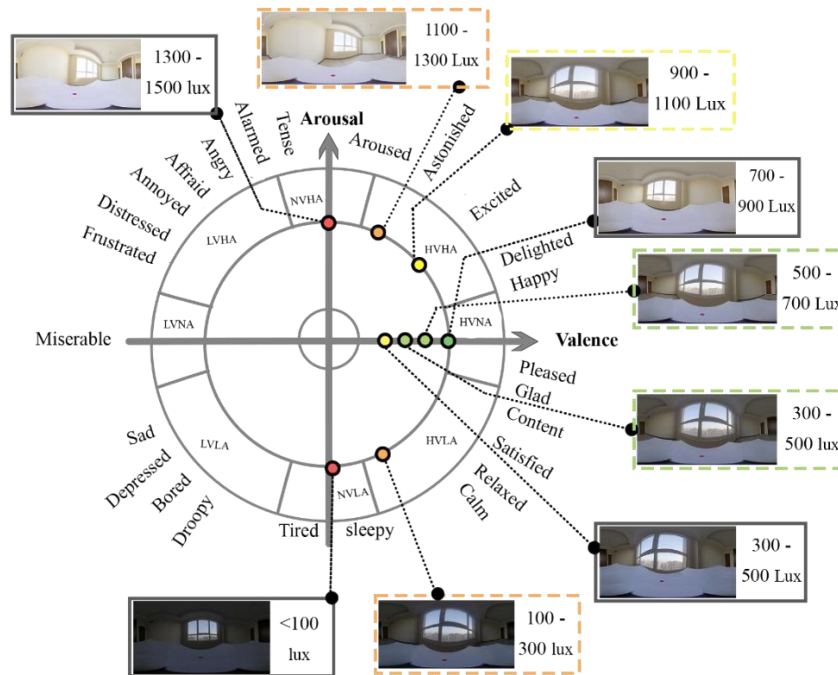 1300 -
1500 lux
1100 -
1300 Lux
900 -
1100 Lux
700 -
900 Lux
500 -
700 Lux
300 -
500 lux
300 -
500 Lux
100 -
300 lux
<100
lux
Arousal
Valence
Miserable
Tense
Alarmed
Angry
Affraid
Annoyed
Distressed
Frustrated
Aroused
Astonished
Excited
Delighted
Happy
Pleased
Glad
Content
Satisfied
Relaxed
Calm
sleepy
Tired
Droopy
Bored
Depressed
Sad
NVHA
HVHA
HVNA
HVLA
NVLA
LVLA
LVNA
LVHA